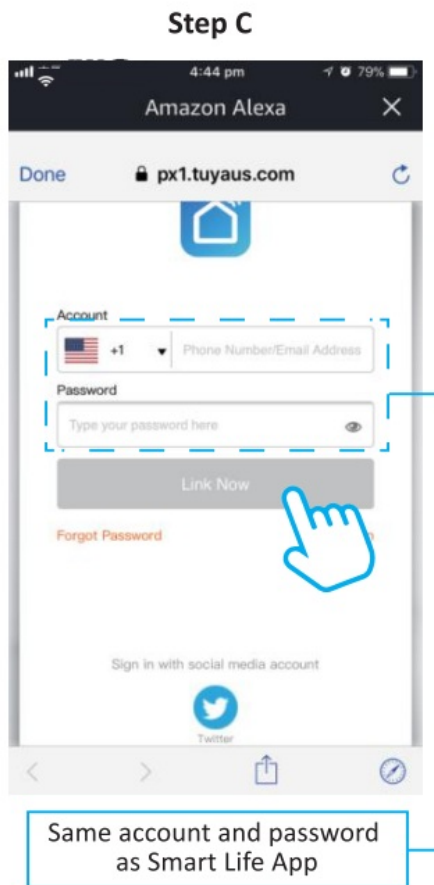 Step C
4:44 pm 79%
Amazon Alexa
Done px1.tuyaus.com
Account
+1 Phone Number/Email Address
Password
Type your password here
Link Now
Forgot Password
Sign in with social media account
Twitter
Same account and password
as Smart Life App